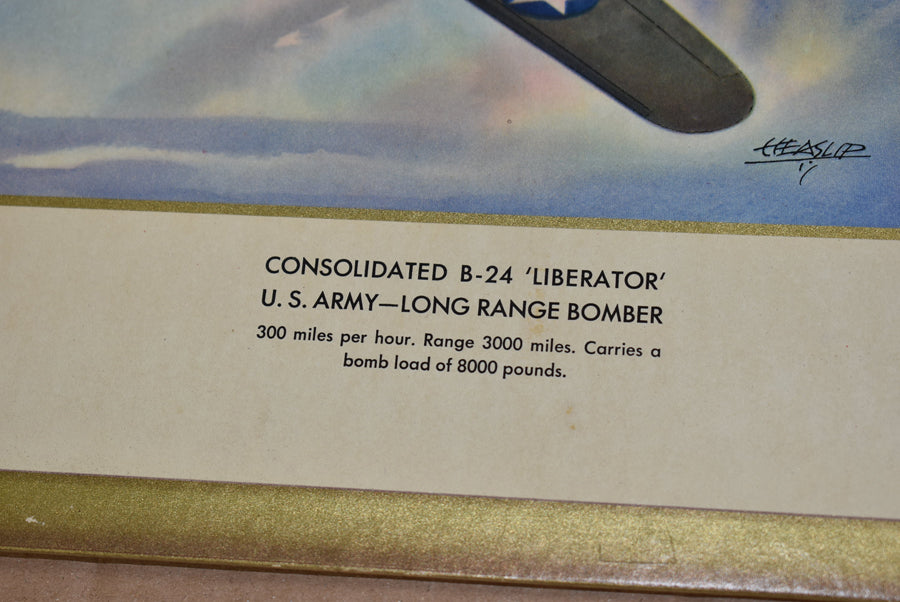 HEASLIP
CONSOLIDATED B-24 'LIBERATOR'
U. S. ARMY—LONG RANGE BOMBER
300 miles per hour. Range 3000 miles. Carries a
bomb load of 8000 pounds.